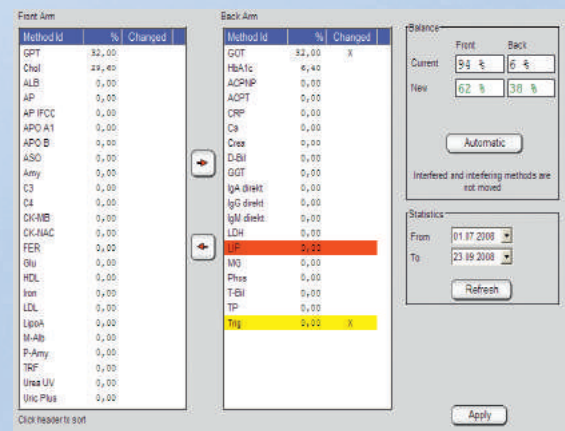 Front Arm
Method Id % Changed
GPT 32,00
Chol 29,60
ALB 0,00
AP 0,00
AP IFCC 0,00
APO A1 0,00
APO B 0,00
ASO 0,00
Amy 0,00
C3 0,00
C4 0,00
CK-MB 0,00
CK-NAC 0,00
FER 0,00
Glu 0,00
HDL 0,00
Iron 0,00
LDL 0,00
LipoA 0,00
M-Alb 0,00
P-Amy 0,00
TRF 0,00
Urea UV 0,00
Uric Plus 0,00
Click header to sort
Back Arm
Method Id % Changed
GOT 32,00 X
HbA1c 6,40
ACPNP 0,00
ACPT 0,00
CRP 0,00
Ca 0,00
Crea 0,00
D-Bil 0,00
GGT 0,00
IgA direkt 0,00
IgG direkt 0,00
IgM direkt 0,00
LDH 0,00
LIP 0,00
MG 0,00
Phos 0,00
T-Bil 0,00
TP 0,00
Trig 0,00 X
Balance
Front Back
Current 94 % 6 %
New 62 % 38 %
Automatic
Interfered and interfering methods are
not moved
Statistics
From 01.07.2008
To 23.09.2008
Refresh
Apply